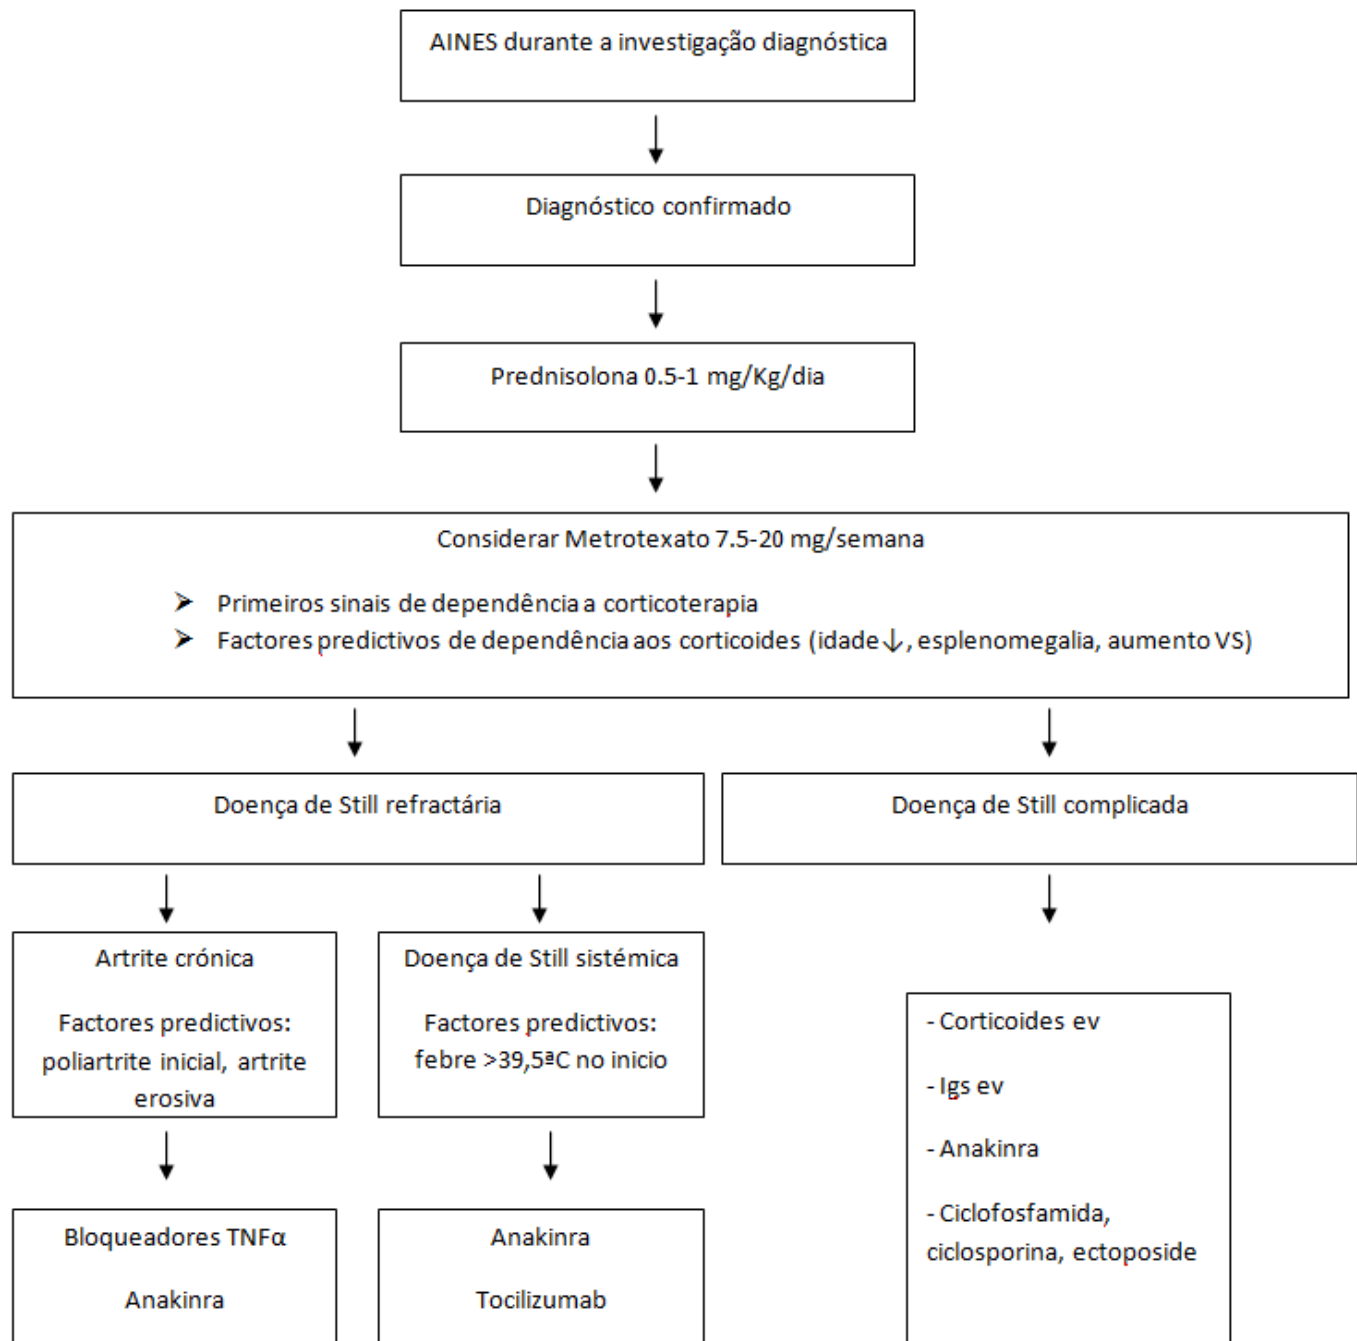 AINES durante a investigação diagnóstica
Diagnóstico confirmado
Prednisolona 0.5-1 mg/Kg/dia
Considerar Metrotexato 7.5-20 mg/semana
➢ Primeiros sinais de dependência a corticoterapia
➢ Factores predictivos de dependência aos corticoides (idade↓, esplenomegalia, aumento VS)
Doença de Still refractária
Doença de Still complicada
Artrite crónica
Factores predictivos:
poliartrite inicial, artrite
erosiva
Doença de Still sistémica
Factores predictivos:
febre >39,5ªC no inicio
- Corticoides ev
- Igs ev
- Anakinra
- Ciclofosfamida,
ciclosporina, ectoposide
Bloqueadores TNFα
Anakinra
Anakinra
Tocilizumab